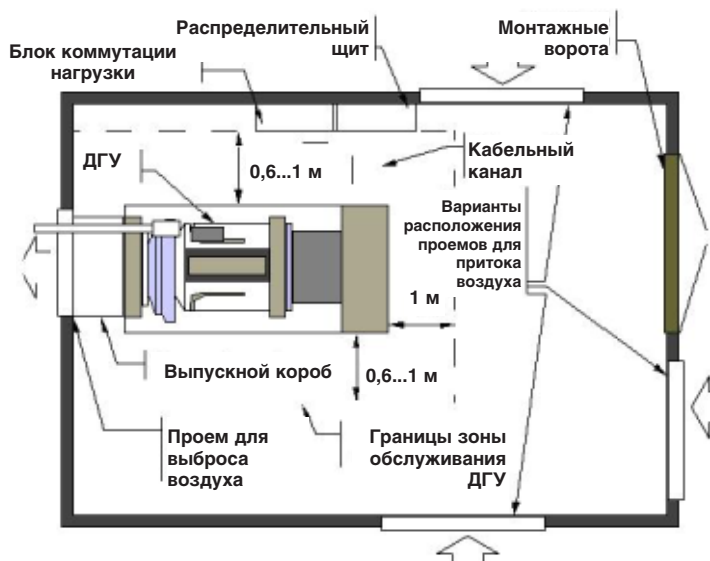 Блок коммутации
нагрузки
Распределительный
щит
Монтажные
ворота
ДГУ
0,6...1 м
Кабельный
канал
Варианты
расположения
проемов для
притока
воздуха
1 м
Выпускной короб
0,6...1 м
Проем для
выброса
воздуха
Границы зоны
обслуживания
ДГУ